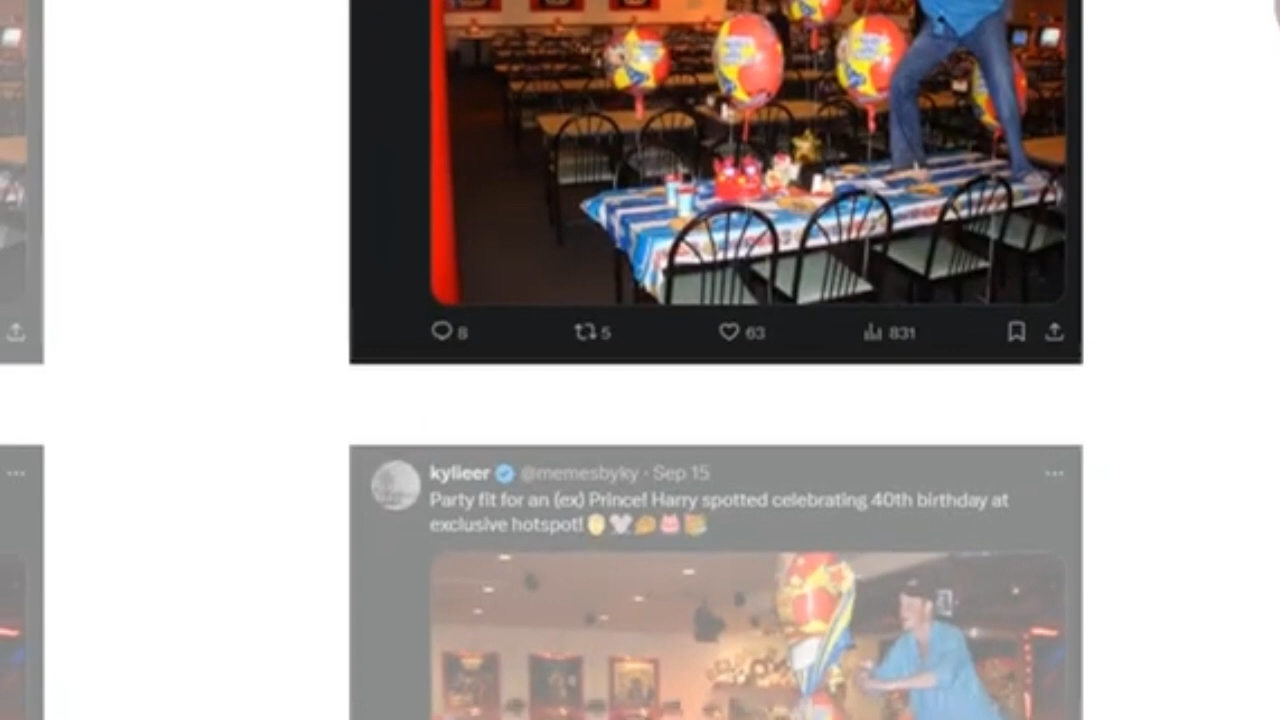 8 5 63 831
kylieer @memesbyky · Sep 15
Party fit for an (ex) Prince! Harry spotted celebrating 40th birthday at
exclusive hotspot!